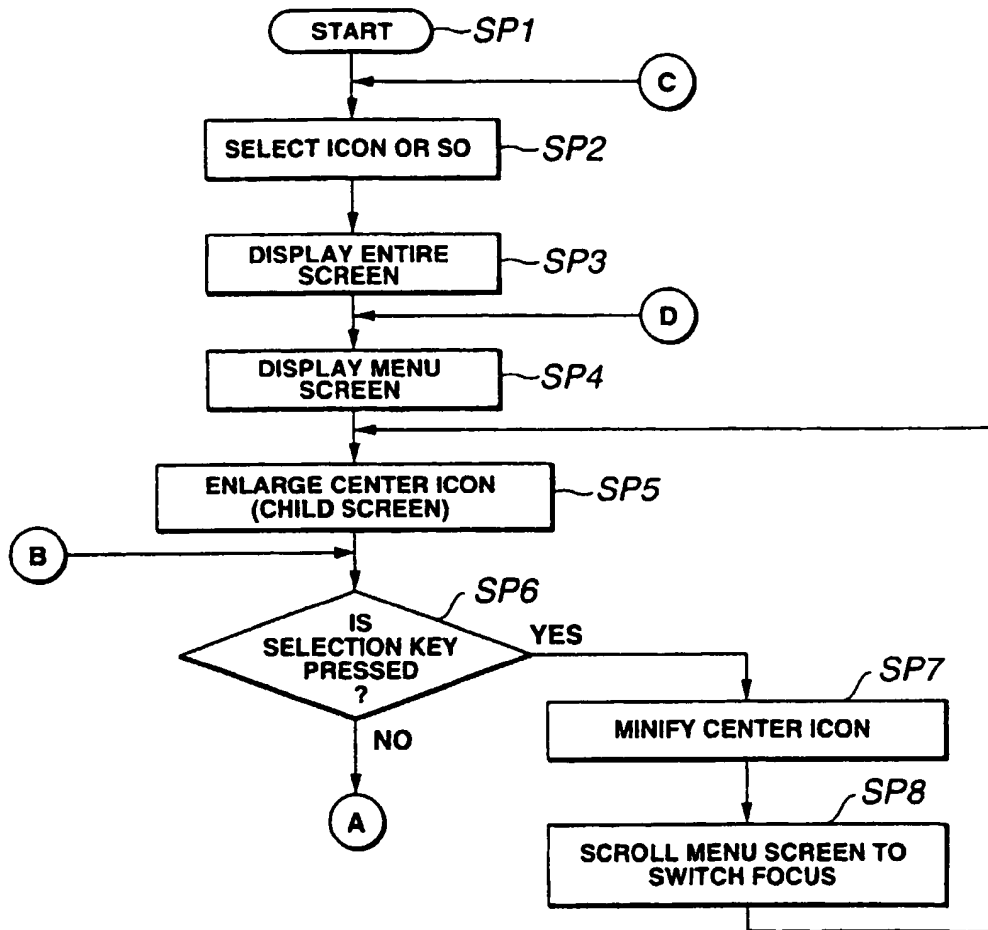 START
SP1
C
SELECT ICON OR SO
SP2
DISPLAY ENTIRE
SCREEN
SP3
D
DISPLAY MENU
SCREEN
SP4
ENLARGE CENTER ICON
(CHILD SCREEN)
SP5
B
SP6
IS
SELECTION KEY
PRESSED
?
YES
NO
A
SP7
MINIFY CENTER ICON
SP8
SCROLL MENU SCREEN TO
SWITCH FOCUS